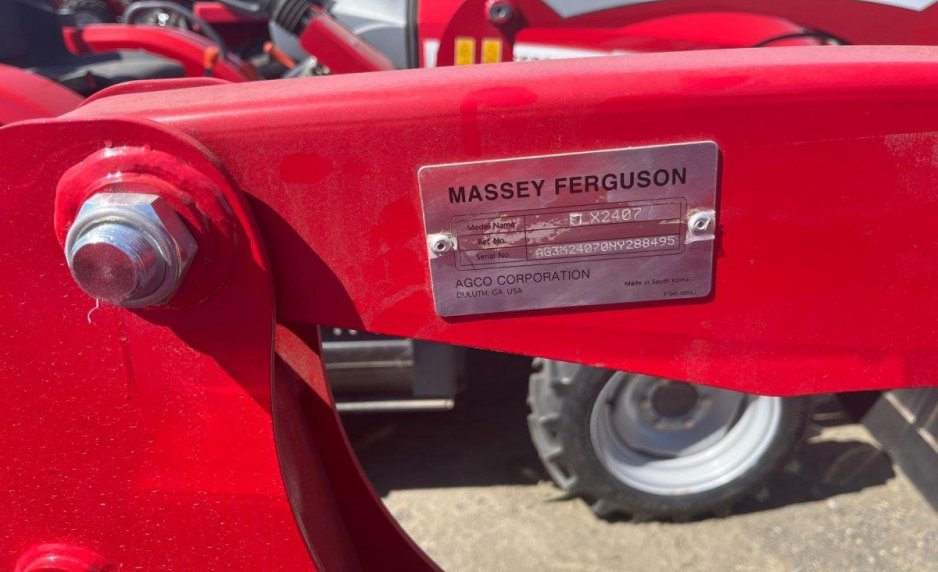 MASSEY FERGUSON
Model Name
Ref. No.
Serial No. AG3M24070MY288495
AGCO CORPORATION
DULUTH, GA. USA
Made in South Korea